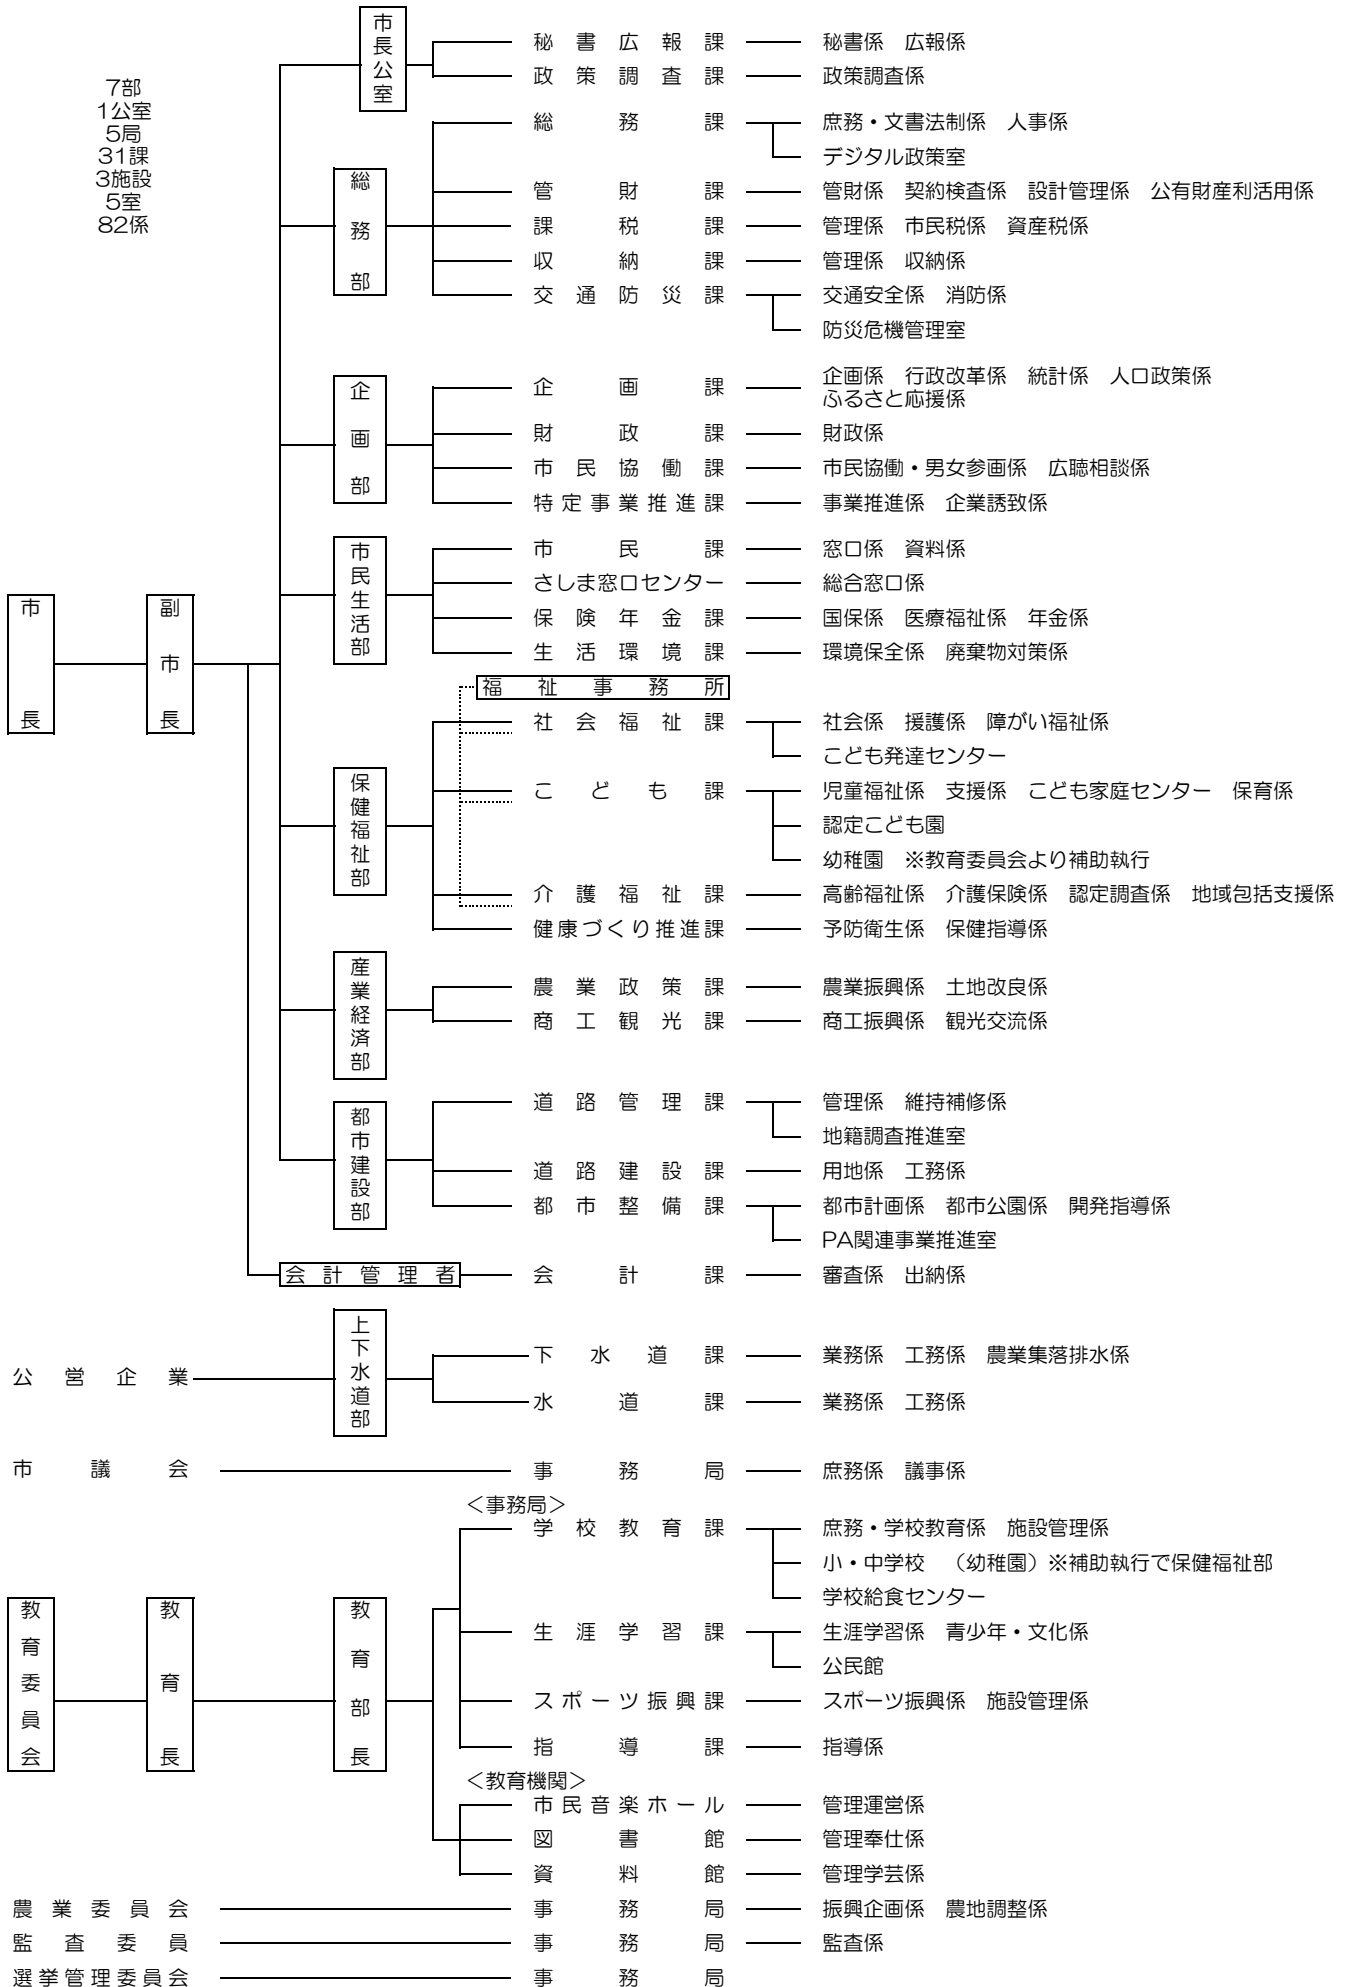 7部
1公室
5局
31課
3施設
5室
82係
市長公室
秘書広報課 秘書係 広報係
政策調査課 政策調査係
総務部
総務課 庶務・文書法制係 人事係
デジタル政策室
管財課 管財係 契約検査係 設計管理係 公有財産利活用係
課税課 管理係 市民税係 資産税係
収納課 管理係 収納係
交通防災課 交通安全係 消防係
防災危機管理室
企画部
企画課 企画係 行政改革係 統計係 人口政策係
ふるさと応援係
財政課 財政係
市民協働課 市民協働・男女参画係 広聴相談係
特定事業推進課 事業推進係 企業誘致係
市長
副市長
市民生活部
市民課 窓口係 資料係
さしま窓口センター 総合窓口係
保険年金課 国保係 医療福祉係 年金係
生活環境課 環境保全係 廃棄物対策係
福祉事務所
保健福祉部
社会福祉課 社会係 援護係 障がい福祉係
こども発達センター
こども課 児童福祉係 支援係 こども家庭センター 保育係
認定こども園
幼稚園 ※教育委員会より補助執行
介護福祉課 高齢福祉係 介護保険係 認定調査係 地域包括支援係
健康づくり推進課 予防衛生係 保健指導係
産業経済部
農業政策課 農業振興係 土地改良係
商工観光課 商工振興係 観光交流係
都市建設部
道路管理課 管理係 維持補修係
地籍調査推進室
道路建設課 用地係 工務係
都市整備課 都市計画係 都市公園係 開発指導係
PA関連事業推進室
会計管理者 会計課 審査係 出納係
公営企業
上下水道部
下水道課 業務係 工務係 農業集落排水係
水道課 業務係 工務係
市議会 事務局 庶務係 議事係
＜事務局＞
学校教育課 庶務・学校教育係 施設管理係
小・中学校 （幼稚園）※補助執行で保健福祉部
学校給食センター
教育委員会
教育長
教育部長
生涯学習課 生涯学習係 青少年・文化係
公民館
スポーツ振興課 スポーツ振興係 施設管理係
指導課 指導係
＜教育機関＞
市民音楽ホール 管理運営係
図書館 管理奉仕係
資料館 管理学芸係
農業委員会 事務局 振興企画係 農地調整係
監査委員 事務局 監査係
選挙管理委員会 事務局